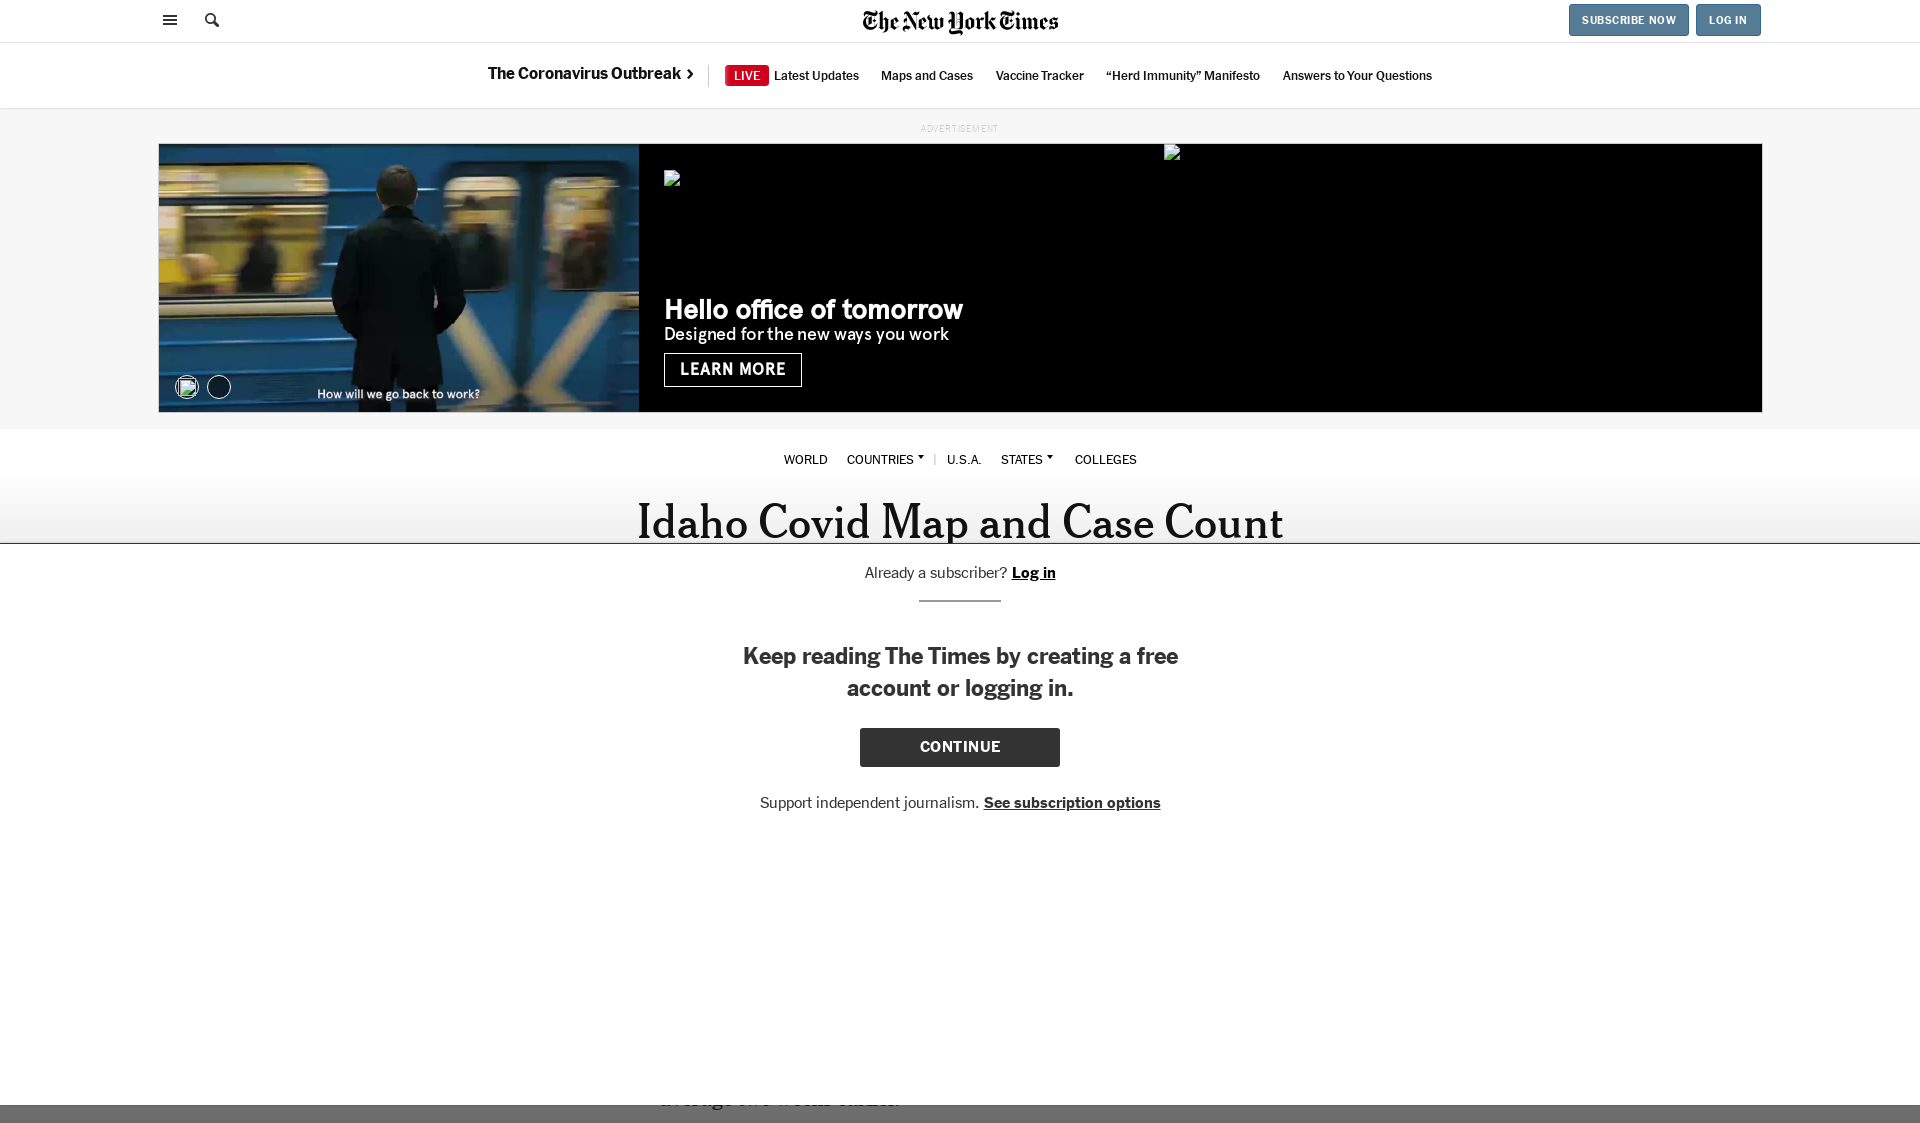 The New York Times
SUBSCRIBE NOW
LOG IN
The Coronavirus Outbreak
LIVE Latest Updates
Maps and Cases
Vaccine Tracker
“Herd Immunity” Manifesto
Answers to Your Questions
ADVERTISEMENT
Hello office of tomorrow
Designed for the new ways you work
LEARN MORE
How will we go back to work?
WORLD
COUNTRIES
U.S.A.
STATES
COLLEGES
Idaho Covid Map and Case Count
Already a subscriber? Log in
Keep reading The Times by creating a free
account or logging in.
CONTINUE
Support independent journalism. See subscription options